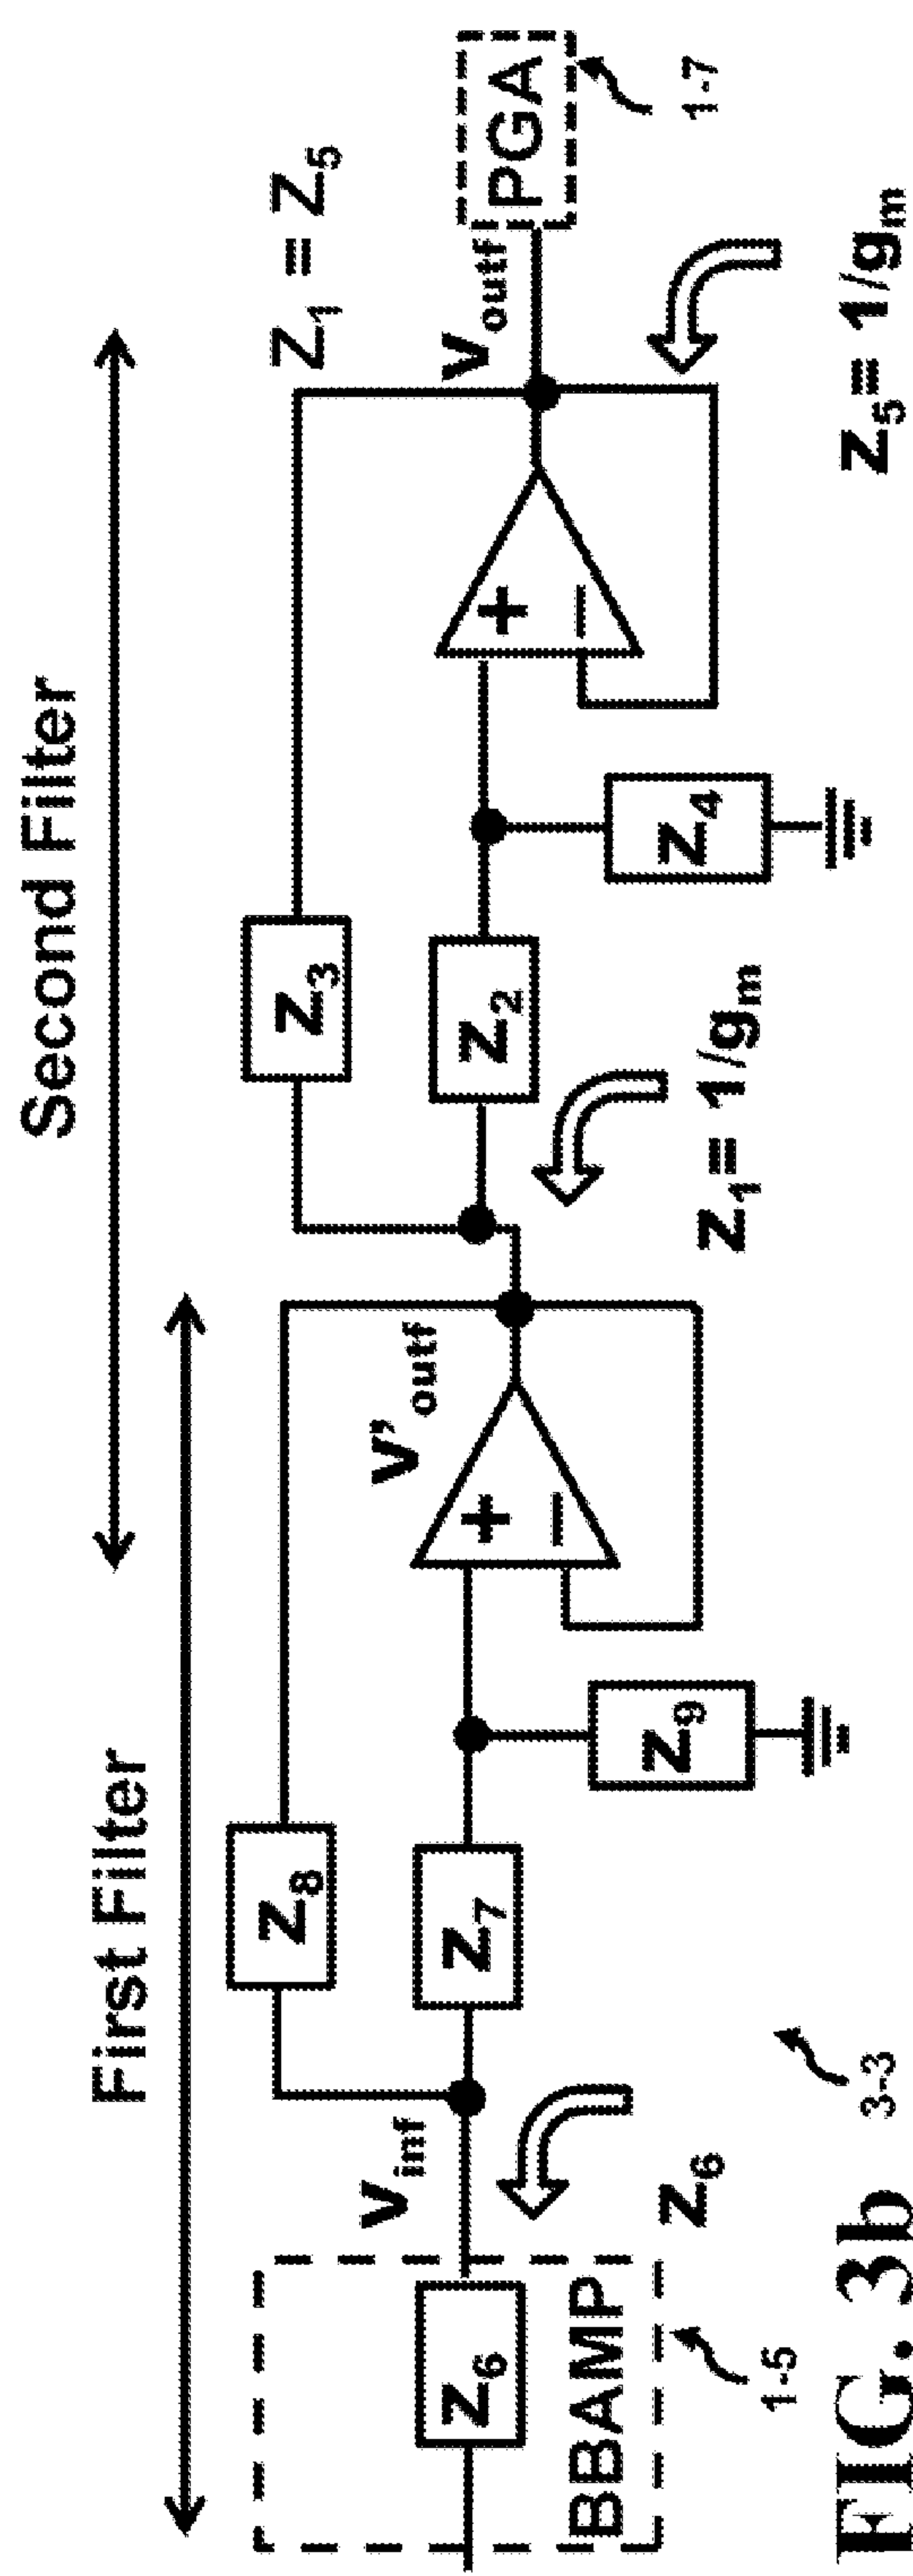 Second Filter
First Filter
Z₁ = Z₅
Z₈
Z₃
V'outf
Voutf
Vinf
Z₆
Z₇
+
−
Z₂
+
−
PGA
BBAMP
Z₉
Z₄
1-7
Z₆
Z₁= 1/gm
Z₅= 1/gm
1-5
3-3
FIG. 3b